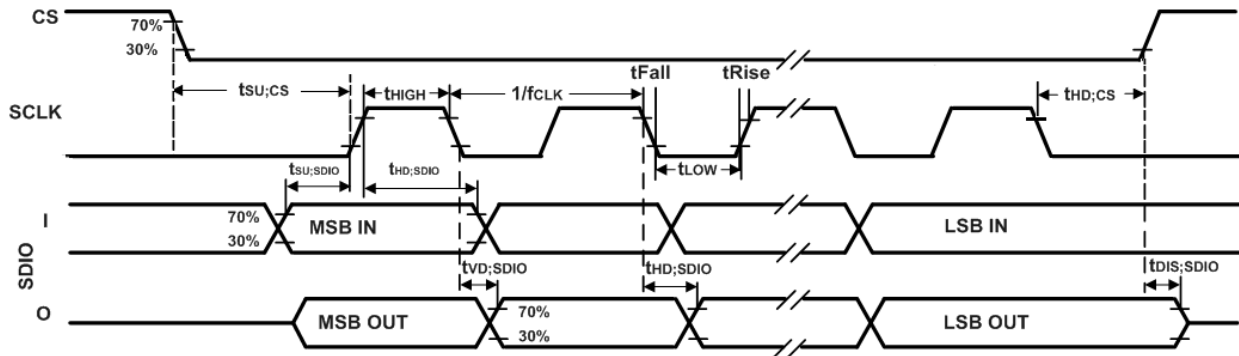 CS
70%
30%
tFall
tRise
tSU;CS
tHIGH
1/fCLK
tHD;CS
SCLK
tLOW
tSU;SDIO
tHD;SDIO
SDIO
I
70%
30%
MSB IN
LSB IN
tVD;SDIO
tHD;SDIO
tDIS;SDIO
O
MSB OUT
70%
30%
LSB OUT